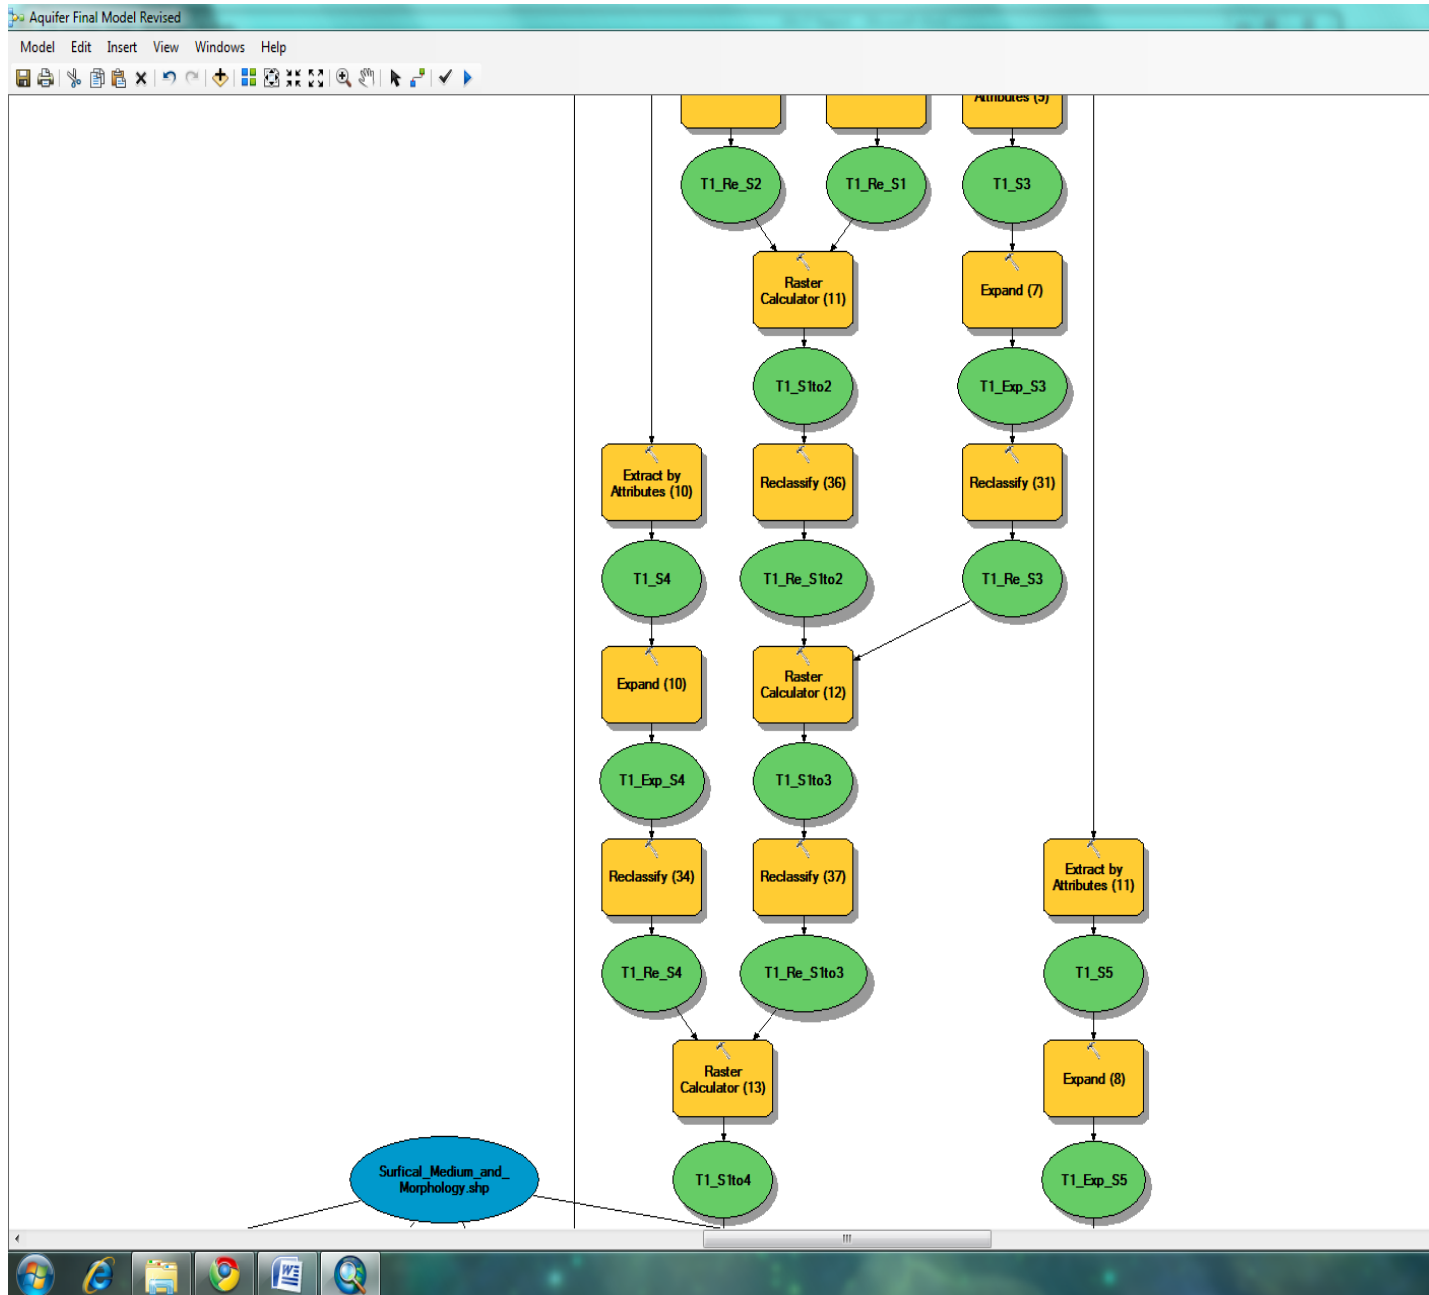 Aquifer Final Model Revised
Model Edit Insert View Windows Help
Attributes (9)
T1_Re_S2
T1_Re_S1
T1_S3
Raster
Calculator (11)
Expand (7)
T1_S1to2
T1_Exp_S3
Extract by
Attributes (10)
Reclassify (36)
Reclassify (31)
T1_S4
T1_Re_S1to2
T1_Re_S3
Expand (10)
Raster
Calculator (12)
T1_Exp_S4
T1_S1to3
Reclassify (34)
Reclassify (37)
Extract by
Attributes (11)
T1_Re_S4
T1_Re_S1to3
T1_S5
Raster
Calculator (13)
Expand (8)
Surfical_Medium_and_
Morphology.shp
T1_S1to4
T1_Exp_S5